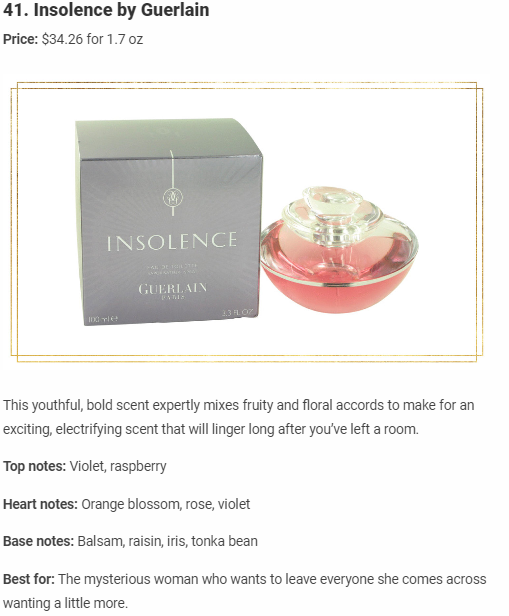 41. Insolence by Guerlain
Price: $34.26 for 1.7 oz
INSOLENCE
GUERLAIN
PARIS
100 ml e 3.3 FL.OZ
This youthful, bold scent expertly mixes fruity and floral accords to make for an
exciting, electrifying scent that will linger long after you've left a room.
Top notes: Violet, raspberry
Heart notes: Orange blossom, rose, violet
Base notes: Balsam, raisin, iris, tonka bean
Best for: The mysterious woman who wants to leave everyone she comes across
wanting a little more.